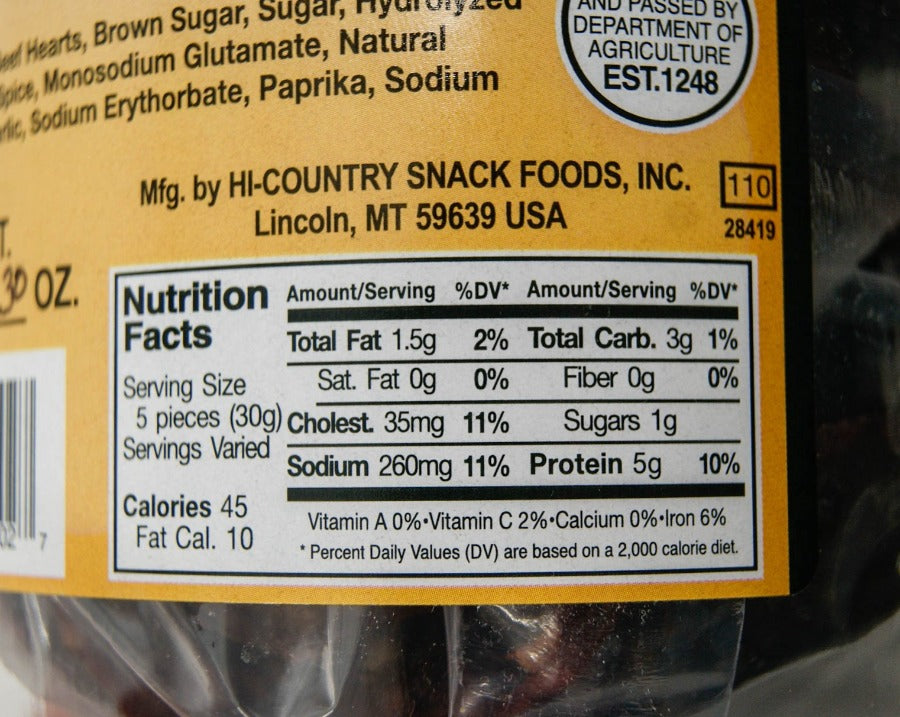 Hearts, Brown Sugar, Sugar, Hydrolyzed
Spice, Monosodium Glutamate, Natural
Sodium Erythorbate, Paprika, Sodium
AND PASSED BY
DEPARTMENT OF
AGRICULTURE
EST.1248
Mfg. by HI-COUNTRY SNACK FOODS, INC.
Lincoln, MT 59639 USA
110
28419
30 OZ.
Nutrition
Facts
Serving Size
5 pieces (30g)
Servings Varied
Calories 45
Fat Cal. 10
Amount/Serving %DV* Amount/Serving %DV*
Total Fat 1.5g 2% Total Carb. 3g 1%
Sat. Fat 0g 0% Fiber 0g 0%
Cholest. 35mg 11% Sugars 1g
Sodium 260mg 11% Protein 5g 10%
Vitamin A 0%•Vitamin C 2%•Calcium 0%•Iron 6%
* Percent Daily Values (DV) are based on a 2,000 calorie diet.
7